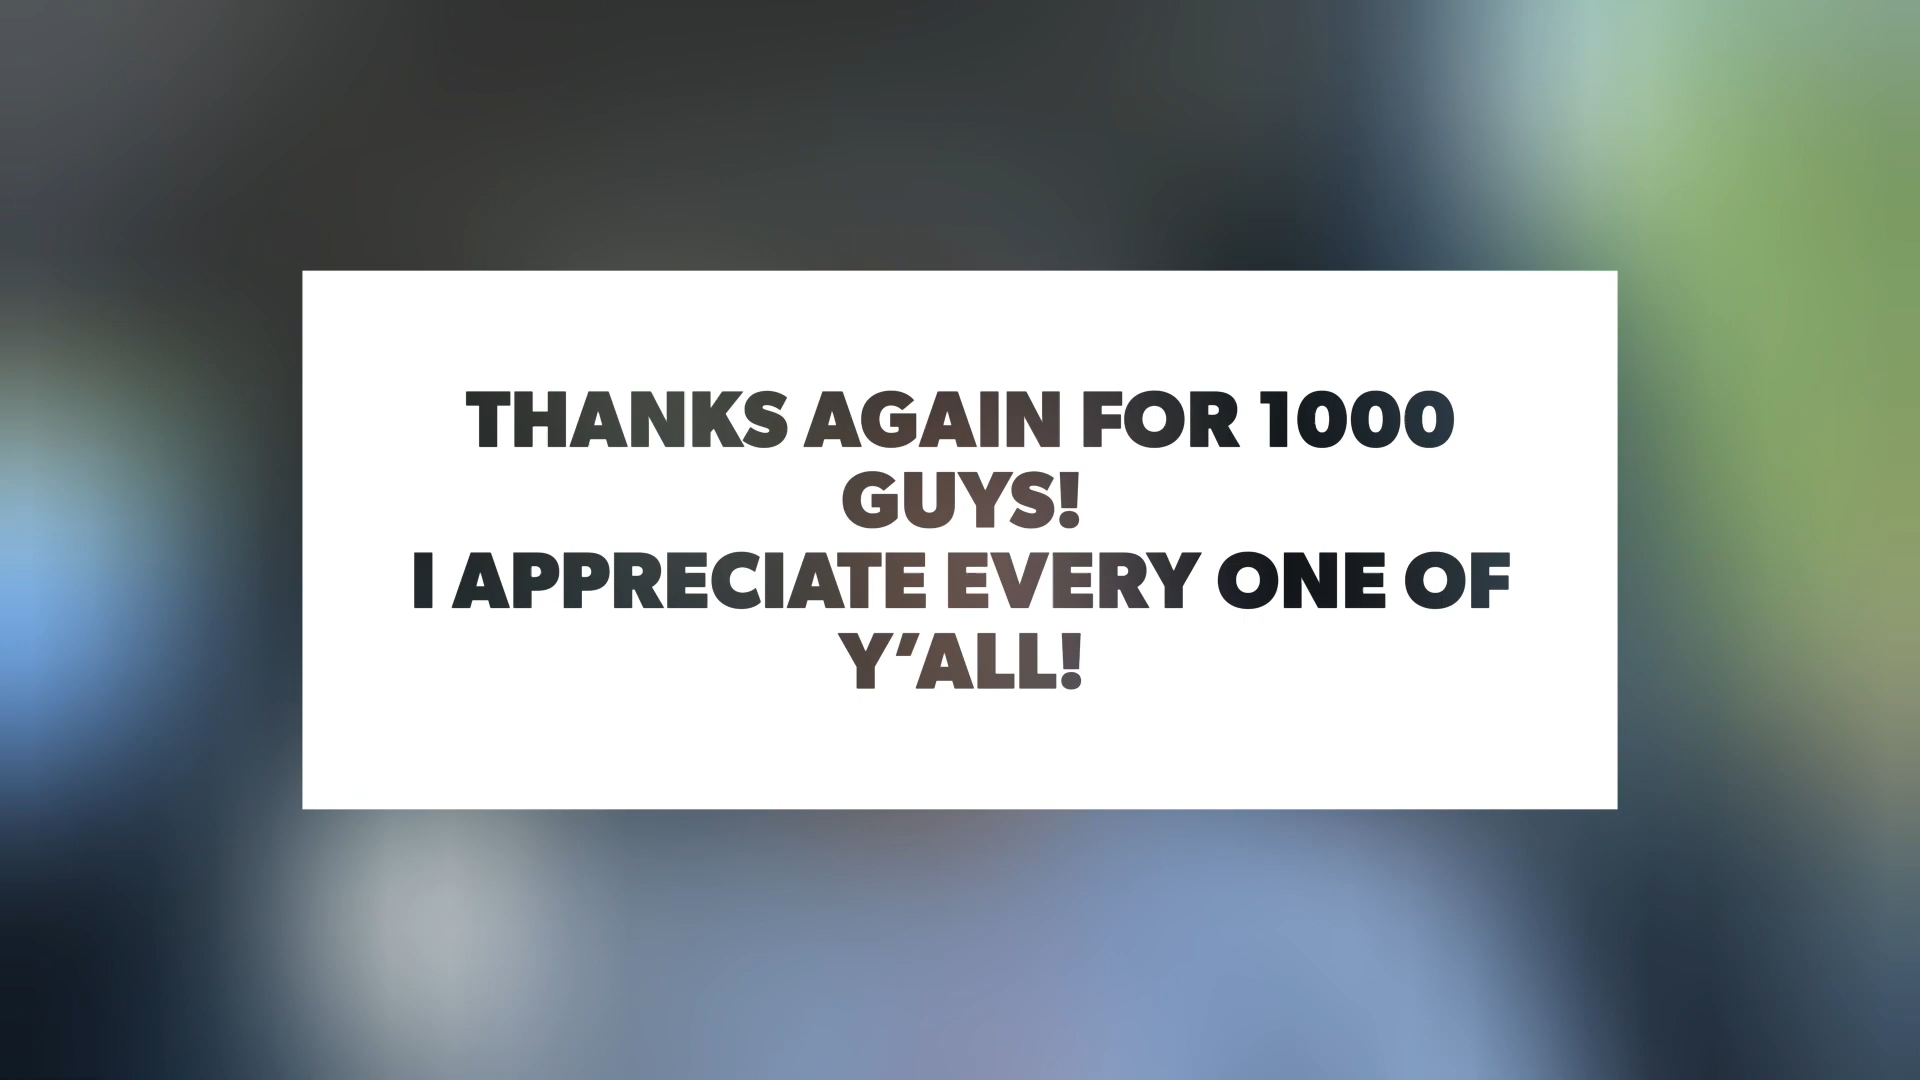 THANKS AGAIN FOR 1000
GUYS!
I APPRECIATE EVERY ONE OF
Y’ALL!